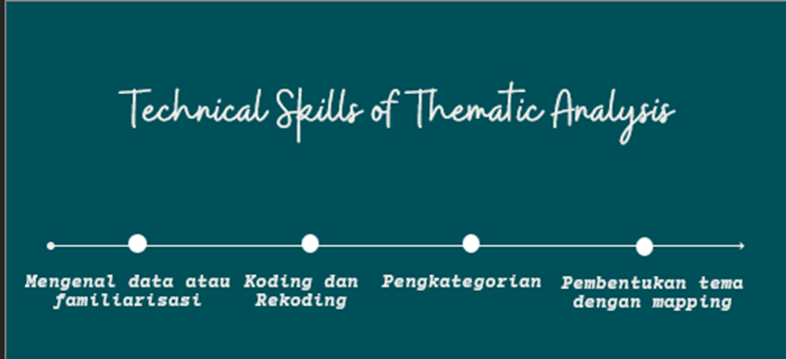 Technical Skills of Thematic Analysis
Mengenal data atau
familiarisasi
Koding dan
Rekoding
Pengkategorian
Pembentukan tema
dengan mapping